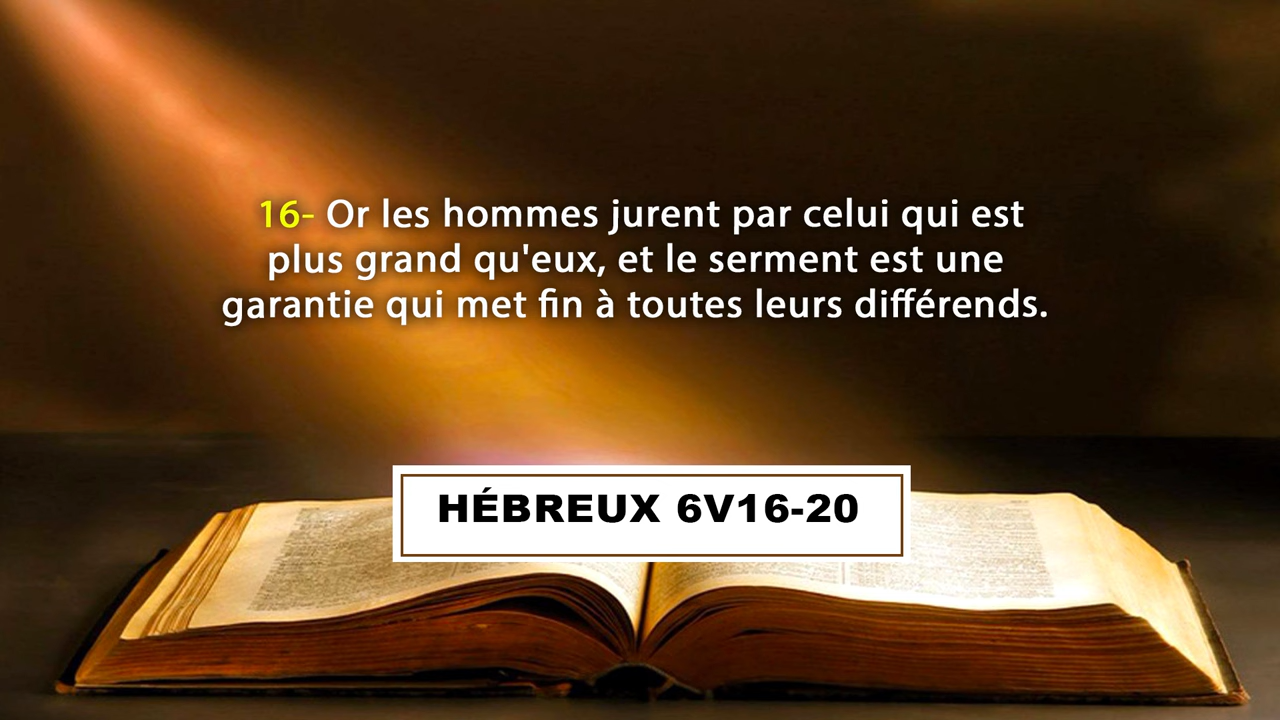 16- Or les hommes jurent par celui qui est
plus grand qu'eux, et le serment est une
garantie qui met fin à toutes leurs différends.
HÉBREUX 6V16-20